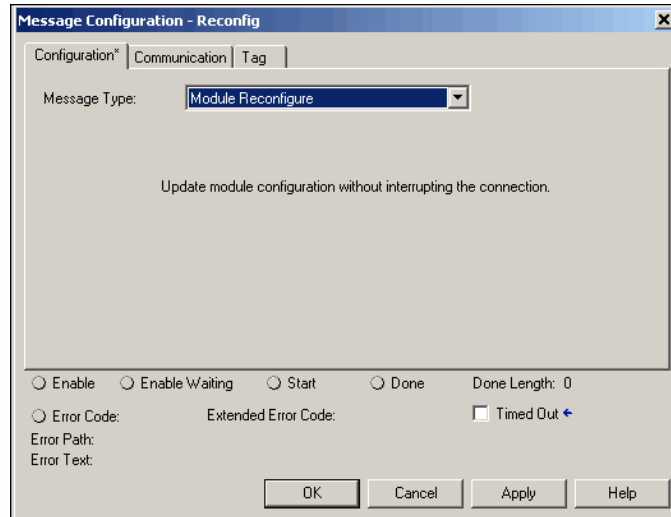 Message Configuration - Reconfig
Configuration* Communication Tag
Message Type: Module Reconfigure
Update module configuration without interrupting the connection.
Enable Enable Waiting Start Done Done Length: 0
Error Code: Extended Error Code: Timed Out
Error Path:
Error Text:
OK Cancel Apply Help